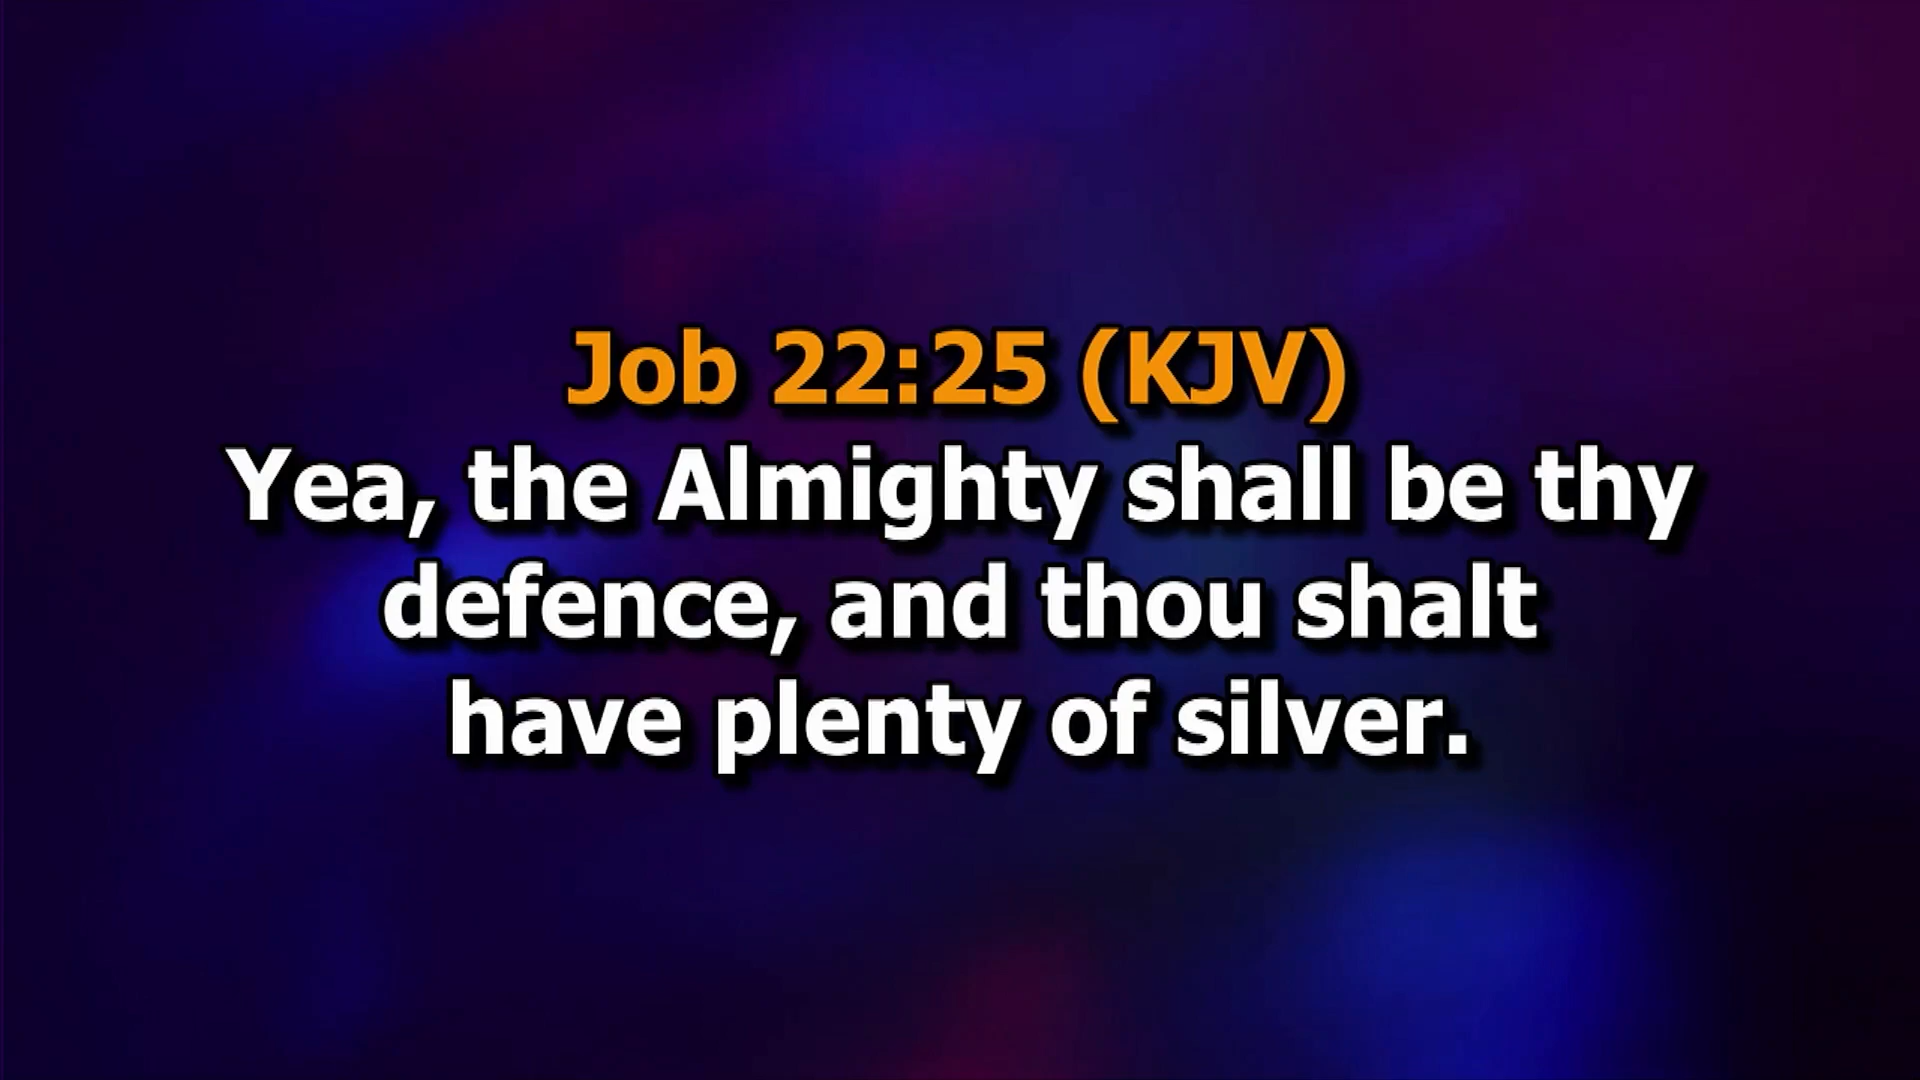 Job 22:25 (KJV)
Yea, the Almighty shall be thy
defence, and thou shalt
have plenty of silver.